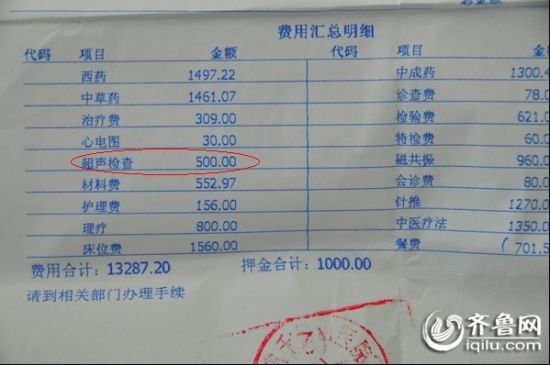 费用汇总明细
代码 项目 金额 代码 项目 金额
西药 1497.22 中成药 1300.4
中草药 1461.07 诊查费 78.0
治疗费 309.00 检验费 621.0
心电图 30.00 特检费 60.0
超声检查 500.00 磁共振 960.0
材料费 552.97 会诊费 80.0
护理费 156.00 针推 1270.0
理疗 800.00 中医疗法 1350.0
床位费 1560.00 餐费 (701.5
费用合计：13287.20 押金合计：1000.00
请到相关部门办理手续
齐鲁网
iqilu.com